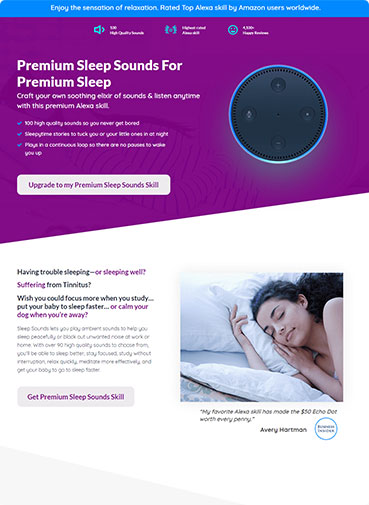 Enjoy the sensation of relaxation. Rated Top Alexa skill by Amazon users worldwide.
100
High Quality Sounds
Highest rated
Alexa skill
4,930+
Happy Reviews
Premium Sleep Sounds For
Premium Sleep
Craft your own soothing elixir of sounds & listen anytime
with this premium Alexa skill.
100 high quality sounds so you never get bored
Sleepytime stories to tuck you or your little ones in at night
Plays in a continuous loop so there are no pauses to wake
you up
Upgrade to my Premium Sleep Sounds Skill
Having trouble sleeping—or sleeping well?
Suffering from Tinnitus?
Wish you could focus more when you study...
put your baby to sleep faster... or calm your
dog when you're away?
Sleep Sounds lets you play ambient sounds to help you
sleep peacefully or block out unwanted noise at work or
home. With over 90 high quality sounds to choose from,
you'll be able to sleep better, stay focused, study without
interruption, relax quickly, meditate more effectively, and
get your baby to go to sleep faster.
Get Premium Sleep Sounds Skill
"My favorite Alexa skill has made the $50 Echo Dot
worth every penny."
Avery Hartman
BUSINESS
INSIDER